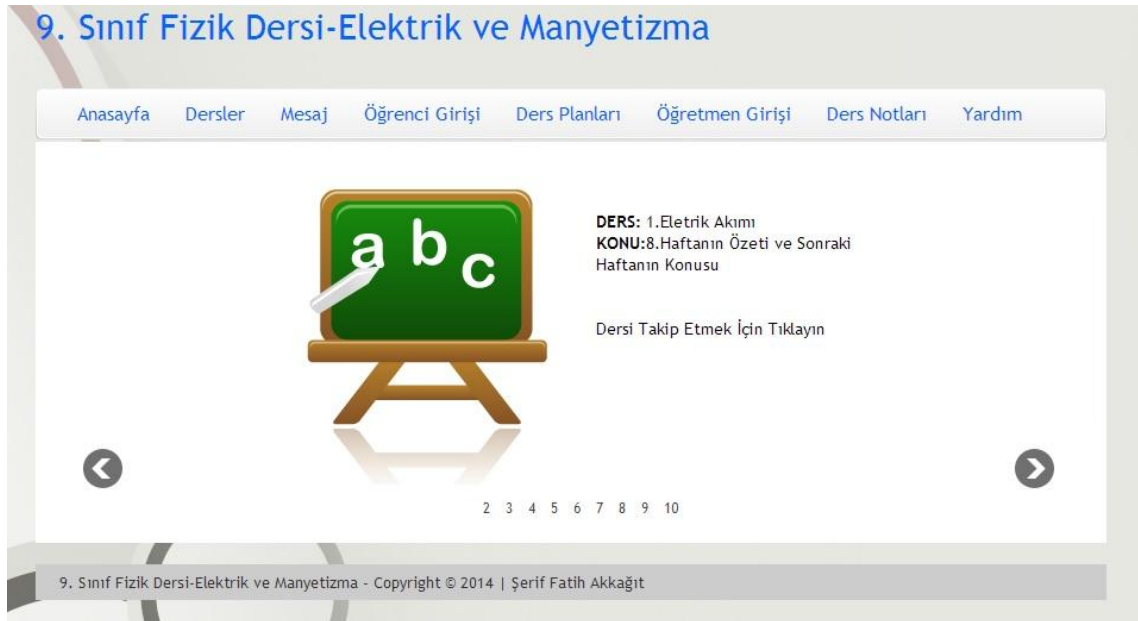 9. Sınıf Fizik Dersi-Elektrik ve Manyetizma
Anasayfa Dersler Mesaj Öğrenci Girişi Ders Planları Öğretmen Girişi Ders Notları Yardım
a b c
DERS: 1.Eletrik Akımı
KONU:8.Haftanın Özeti ve Sonraki
Haftanın Konusu
Dersi Takip Etmek İçin Tıklayın
2 3 4 5 6 7 8 9 10
9. Sınıf Fizik Dersi-Elektrik ve Manyetizma - Copyright © 2014 | Şerif Fatih Akkağıt